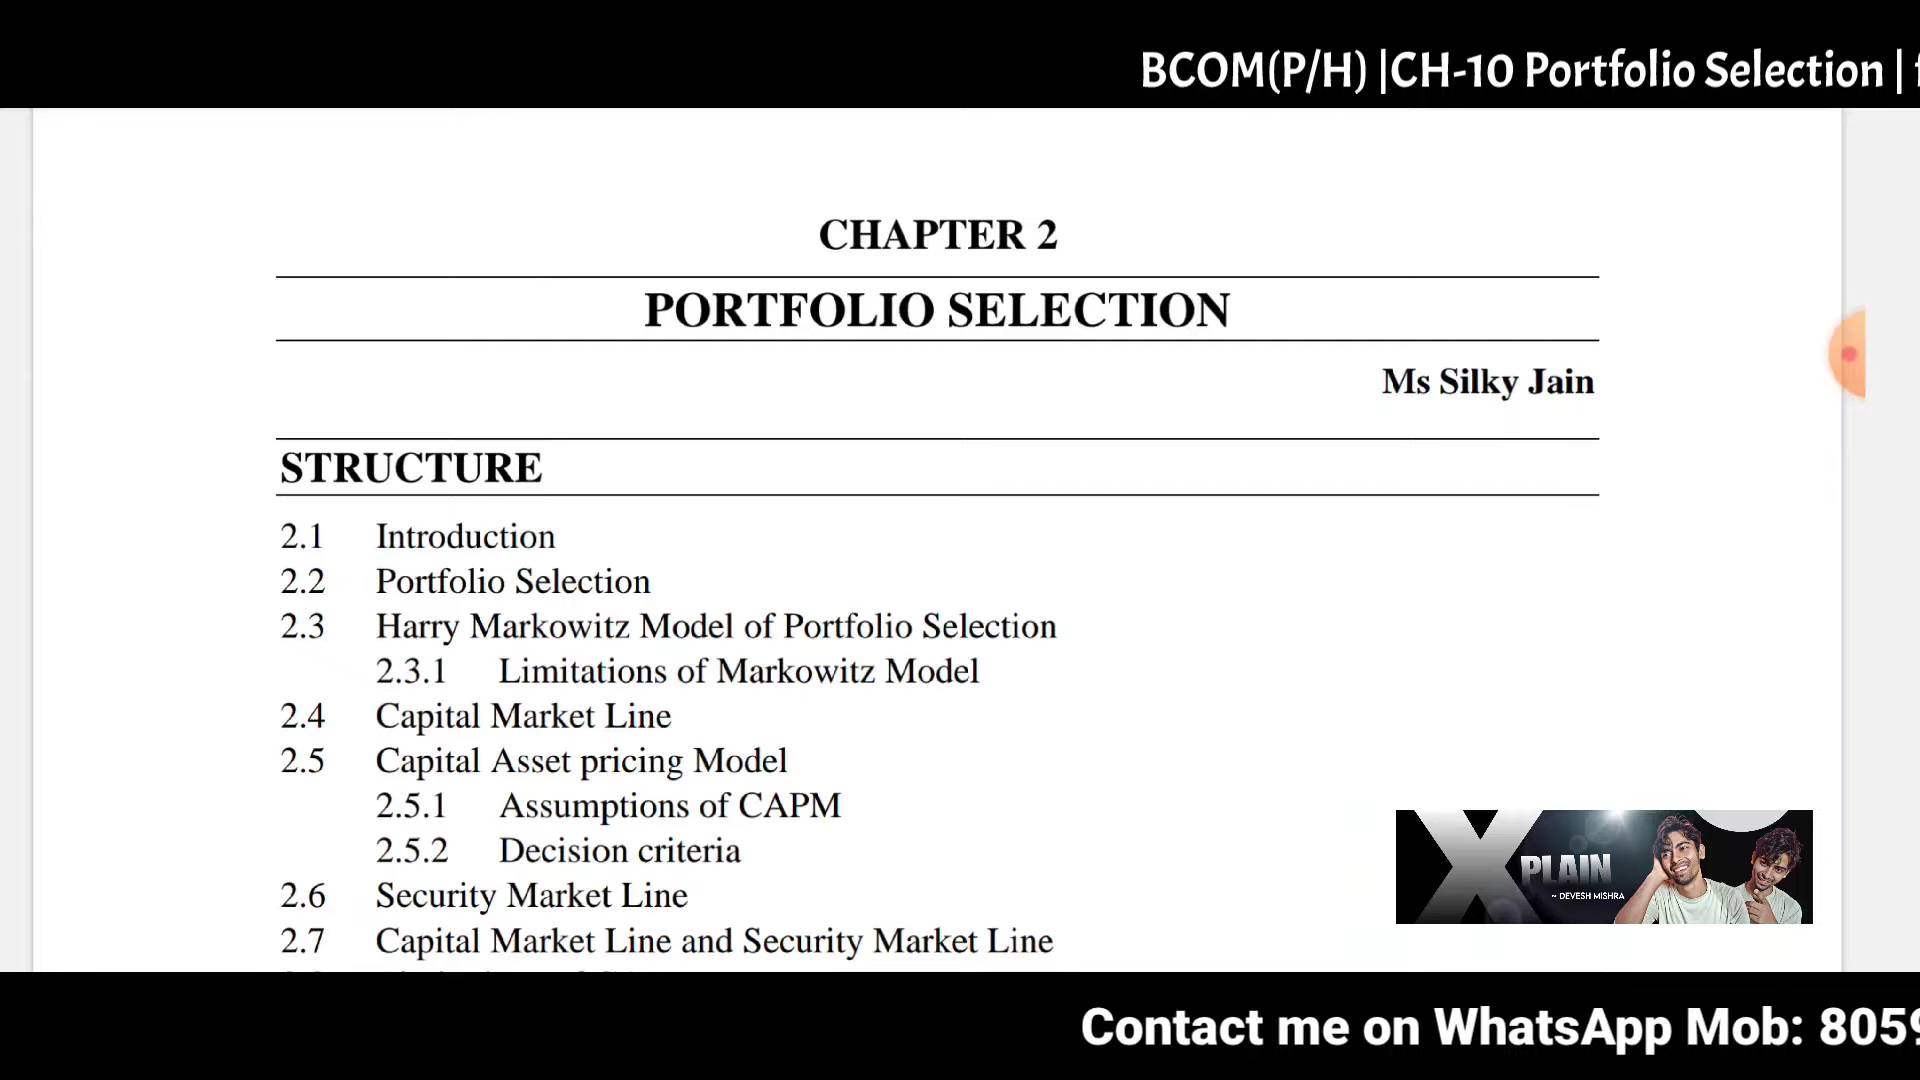 BCOM(P/H) |CH-10 Portfolio Selection |
CHAPTER 2
PORTFOLIO SELECTION
Ms Silky Jain
STRUCTURE
2.1 Introduction
2.2 Portfolio Selection
2.3 Harry Markowitz Model of Portfolio Selection
2.3.1 Limitations of Markowitz Model
2.4 Capital Market Line
2.5 Capital Asset pricing Model
2.5.1 Assumptions of CAPM
2.5.2 Decision criteria
2.6 Security Market Line
2.7 Capital Market Line and Security Market Line
XPLAIN
~ DEVESH MISHRA
Contact me on WhatsApp Mob: 805